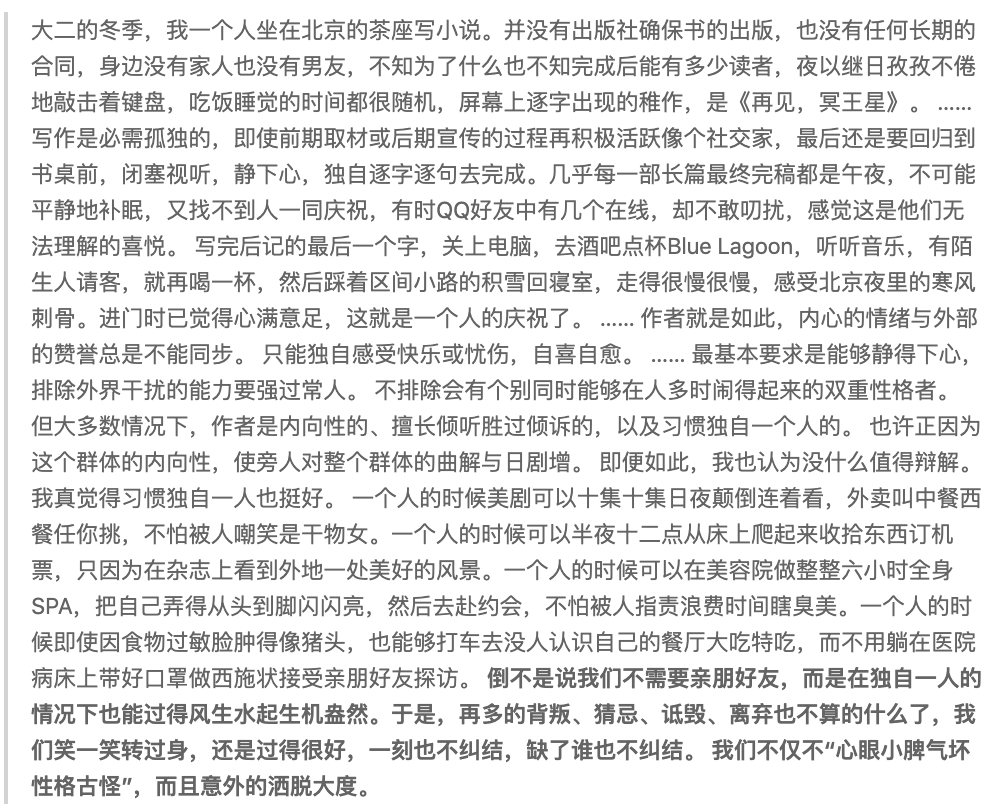 大二的冬季，我一个人坐在北京的茶座写小说。并没有出版社确保书的出版，也没有任何长期的
合同，身边没有家人也没有男友，不知为了什么也不知完成后能有多少读者，夜以继日孜孜不倦
地敲击着键盘，吃饭睡觉的时间都很随机，屏幕上逐字出现的稚作，是《再见，冥王星》。 ……
写作是必需孤独的，即使前期取材或后期宣传的过程再积极活跃像个社交家，最后还是要回归到
书桌前，闭塞视听，静下心，独自逐字逐句去完成。几乎每一部长篇最终完稿都是午夜，不可能
平静地补眠，又找不到人一同庆祝，有时QQ好友中有几个在线，却不敢叨扰，感觉这是他们无
法理解的喜悦。 写完后记的最后一个字，关上电脑，去酒吧点杯Blue Lagoon，听听音乐，有陌
生人请客，就再喝一杯，然后踩着区间小路的积雪回寝室，走得很慢很慢，感受北京夜里的寒风
刺骨。进门时已觉得心满意足，这就是一个人的庆祝了。 …… 作者就是如此，内心的情绪与外部
的赞誉总是不能同步。 只能独自感受快乐或忧伤，自喜自愈。 …… 最基本要求是能够静得下心，
排除外界干扰的能力要强过常人。 不排除会有个别同时能够在人多时闹得起来的双重性格者。
但大多数情况下，作者是内向性的、擅长倾听胜过倾诉的，以及习惯独自一个人的。 也许正因为
这个群体的内向性，使旁人对整个群体的曲解与日剧增。 即便如此，我也认为没什么值得辩解。
我真觉得习惯独自一人也挺好。 一个人的时候美剧可以十集十集日夜颠倒连着看，外卖叫中餐西
餐任你挑，不怕被人嘲笑是干物女。一个人的时候可以半夜十二点从床上爬起来收拾东西订机
票，只因为在杂志上看到外地一处美好的风景。一个人的时候可以在美容院做整整六小时全身
SPA，把自己弄得从头到脚闪闪亮，然后去赴约会，不怕被人指责浪费时间瞎臭美。一个人的时
候即使因食物过敏脸肿得像猪头，也能够打车去没人认识自己的餐厅大吃特吃，而不用躺在医院
病床上带好口罩做西施状接受亲朋好友探访。 倒不是说我们不需要亲朋好友，而是在独自一人的
情况下也能过得风生水起生机盎然。于是，再多的背叛、猜忌、诋毁、离弃也不算的什么了，我
们笑一笑转过身，还是过得很好，一刻也不纠结，缺了谁也不纠结。 我们不仅不“心眼小脾气坏
性格古怪”，而且意外的洒脱大度。